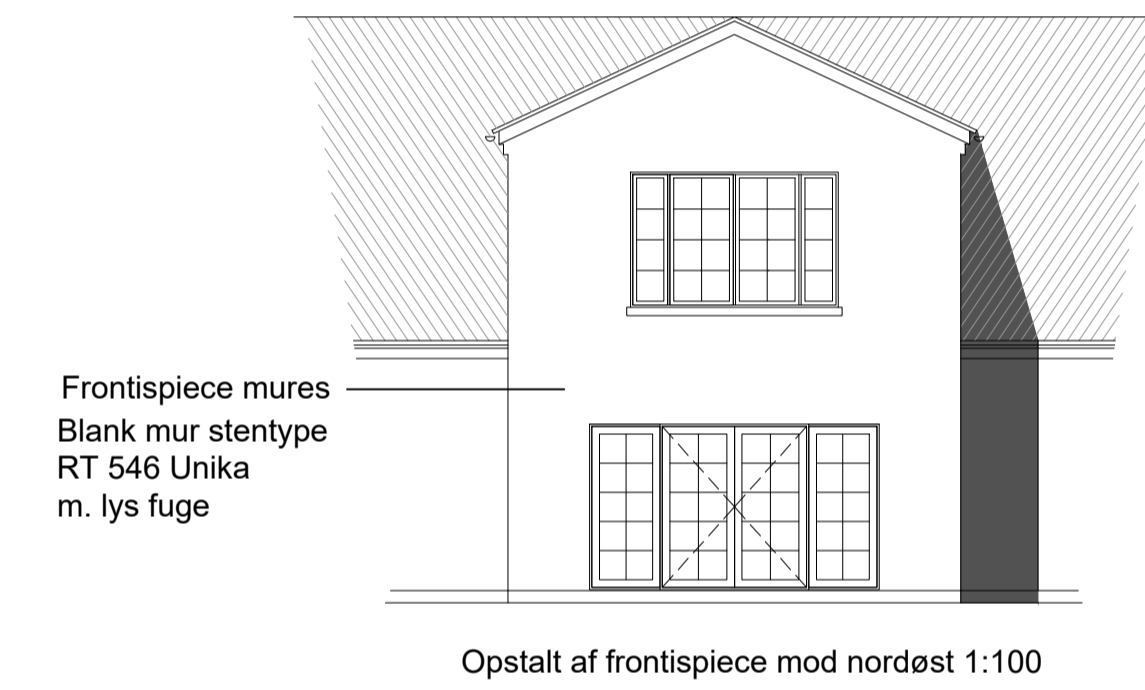 Frontispiece mures
Blank mur stentype
RT 546 Unika
m. lys fuge
Opstalt af frontispiece mod nordøst 1:100